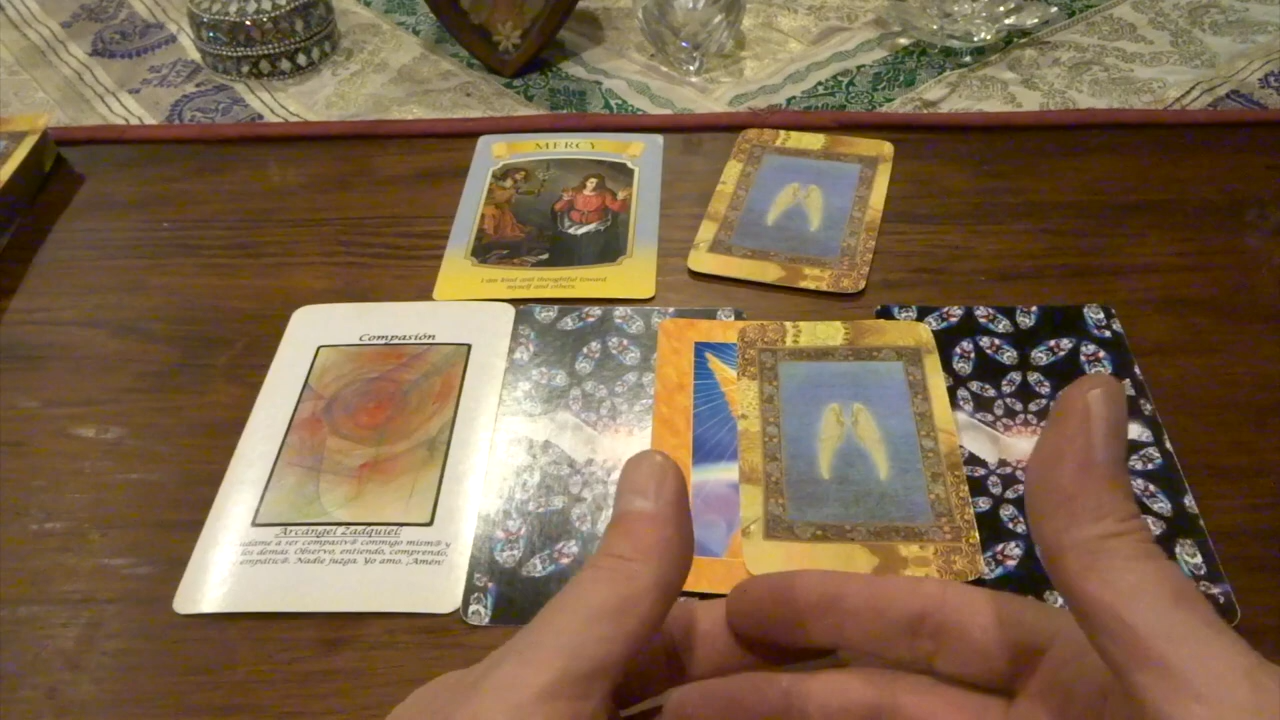 MERCY
I am kind and thoughtful toward
myself and others.
Compasión
Arcángel Zadquiel:
údame a ser compasiv@ conmigo mism@ y
los demás. Observo, entiendo, comprendo,
empátic@. Nadie juzga. Yo amo. ¡Amén!